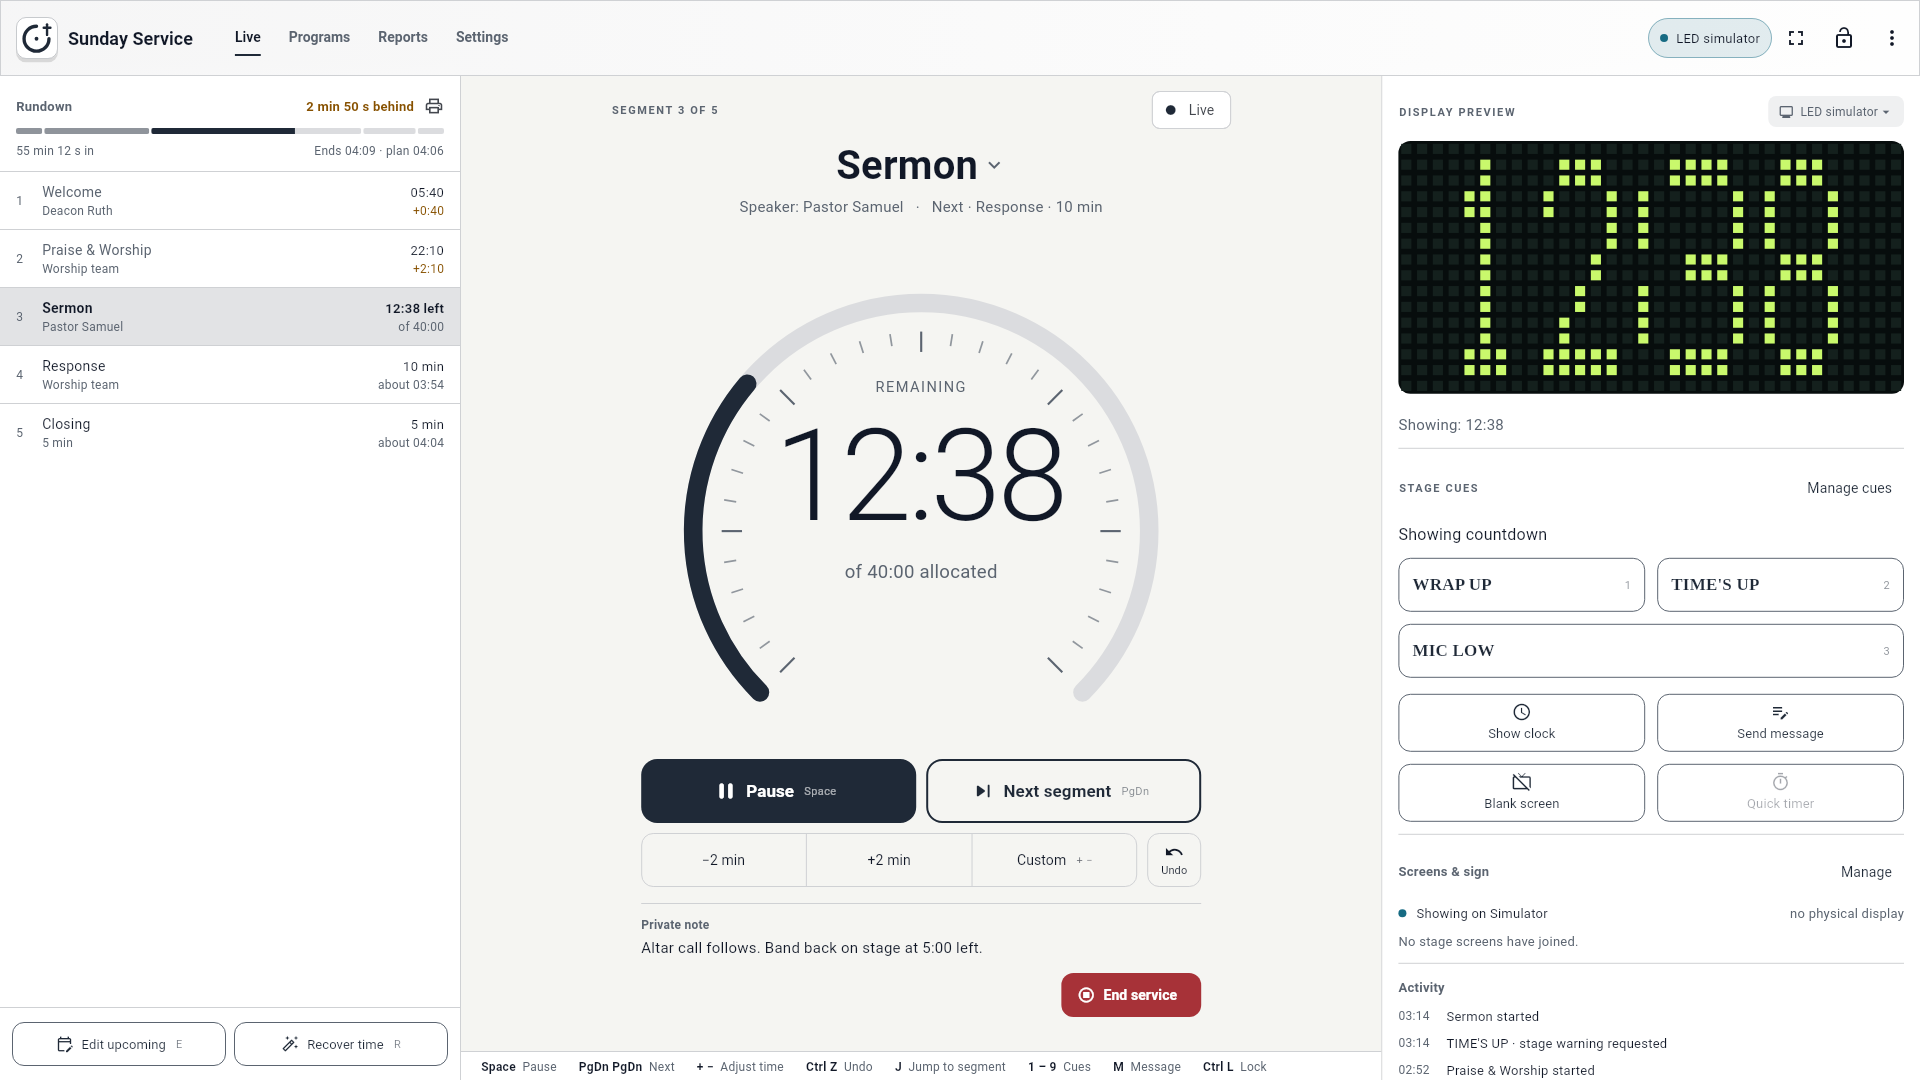 Sunday Service
Live
Programs
Reports
Settings
LED simulator
Rundown
2 min 50 s behind
55 min 12 s in
Ends 04:09 · plan 04:06
1
Welcome
05:40
Deacon Ruth
+0:40
2
Praise & Worship
22:10
Worship team
+2:10
3
Sermon
12:38 left
Pastor Samuel
of 40:00
4
Response
10 min
Worship team
about 03:54
5
Closing
5 min
5 min
about 04:04
Edit upcoming E
Recover time R
SEGMENT 3 OF 5
Live
Sermon
Speaker: Pastor Samuel · Next · Response · 10 min
REMAINING
12:38
of 40:00 allocated
Pause Space
Next segment PgDn
−2 min
+2 min
Custom + −
Undo
Private note
Altar call follows. Band back on stage at 5:00 left.
End service
Space Pause
PgDn PgDn Next
+ − Adjust time
Ctrl Z Undo
J Jump to segment
1 – 9 Cues
M Message
Ctrl L Lock
DISPLAY PREVIEW
LED simulator
12:38
Showing: 12:38
STAGE CUES
Manage cues
Showing countdown
WRAP UP 1
TIME'S UP 2
MIC LOW 3
Show clock
Send message
Blank screen
Quick timer
Screens & sign
Manage
Showing on Simulator
no physical display
No stage screens have joined.
Activity
03:14 Sermon started
03:14 TIME'S UP · stage warning requested
02:52 Praise & Worship started